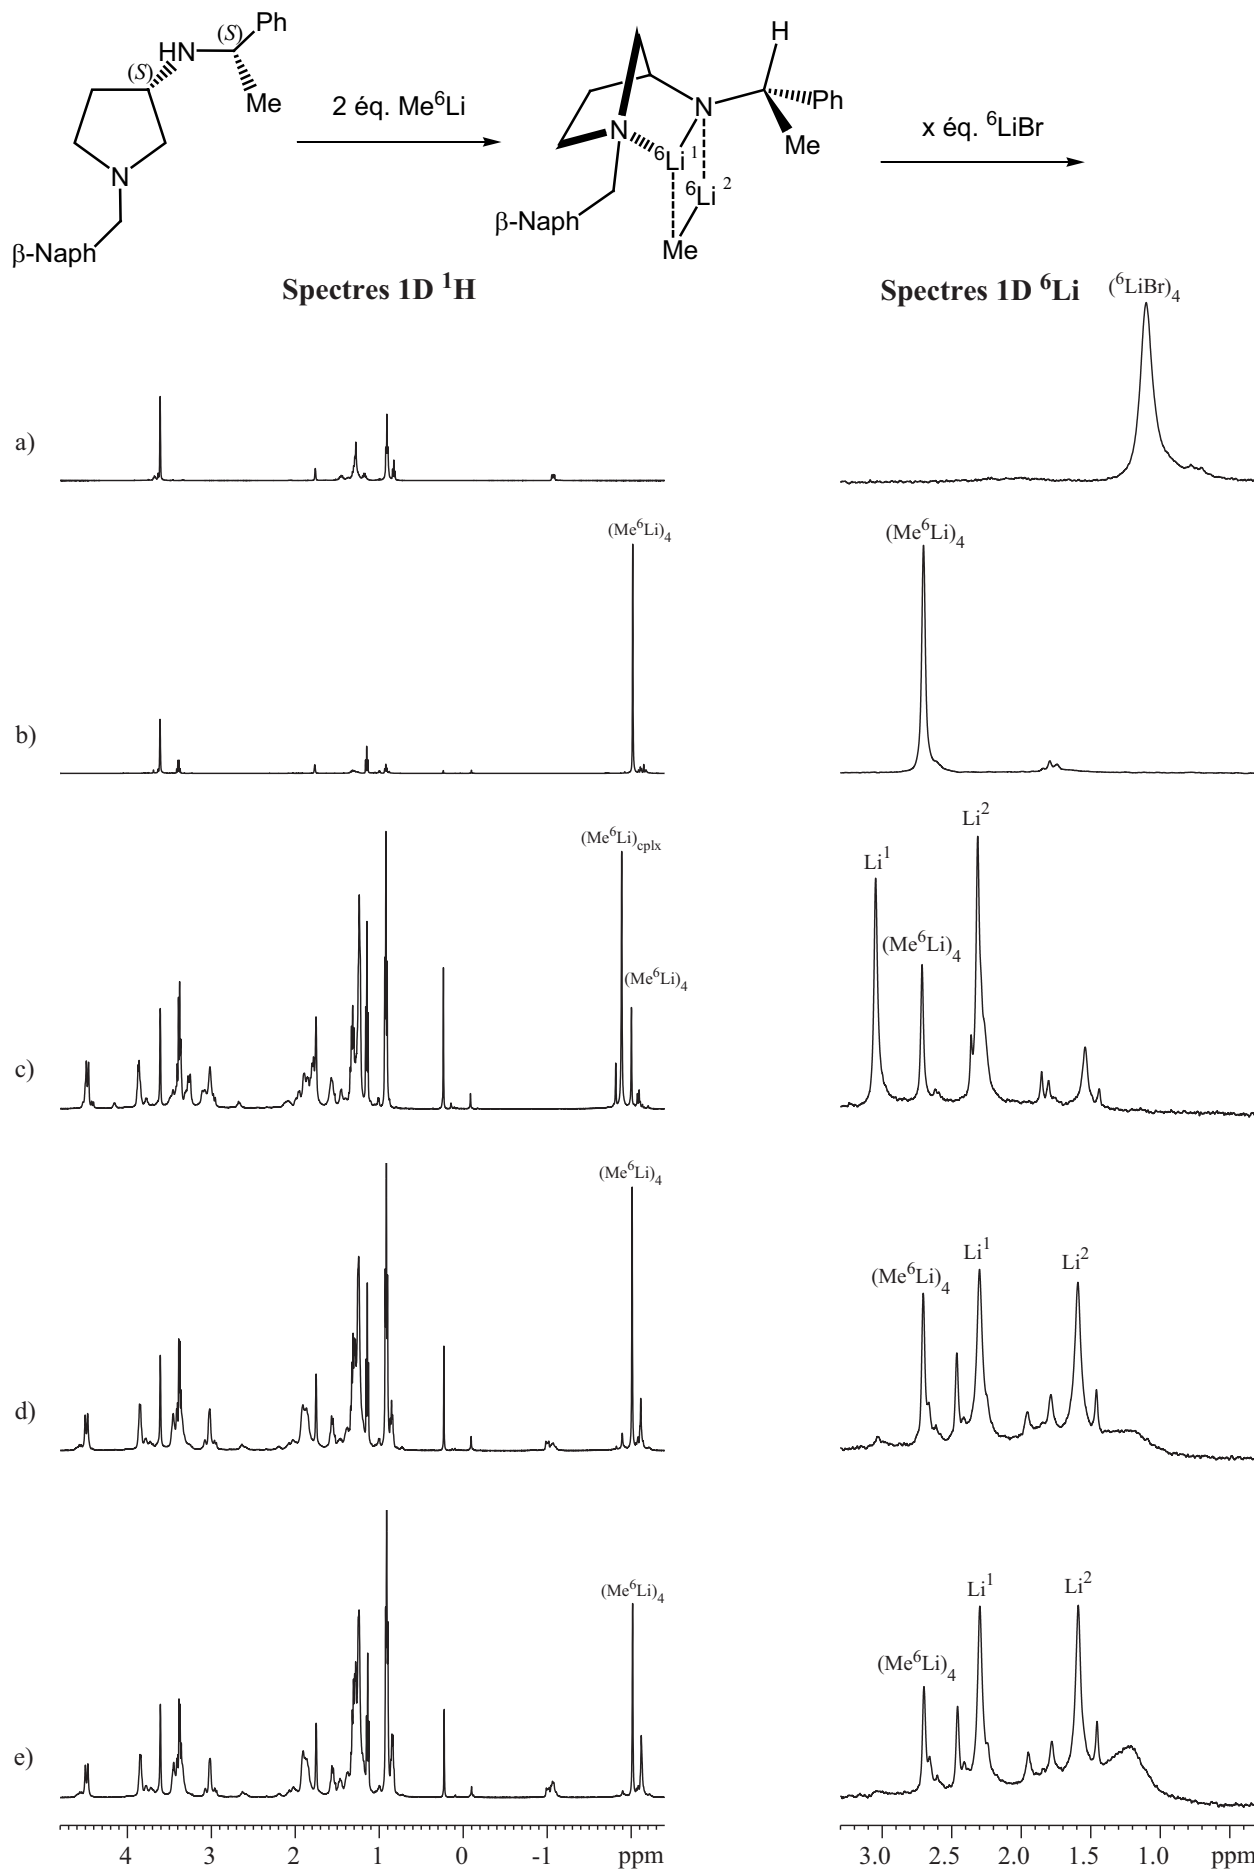 (S) Ph
HN
(S)
Me
N
β-Naph
2 éq. Me⁶Li
H
N
Ph
N
Me
⁶Li ¹
⁶Li ²
β-Naph
Me
x éq. ⁶LiBr
Spectres 1D ¹H
Spectres 1D ⁶Li
(⁶LiBr)₄
a)
(Me⁶Li)₄
(Me⁶Li)₄
b)
(Me⁶Li)cplx
(Me⁶Li)₄
Li¹
(Me⁶Li)₄
Li²
c)
(Me⁶Li)₄
(Me⁶Li)₄
Li¹
Li²
d)
(Me⁶Li)₄
(Me⁶Li)₄
Li¹
Li²
e)
4 3 2 1 0 -1 ppm
3.0 2.5 2.0 1.5 1.0 ppm